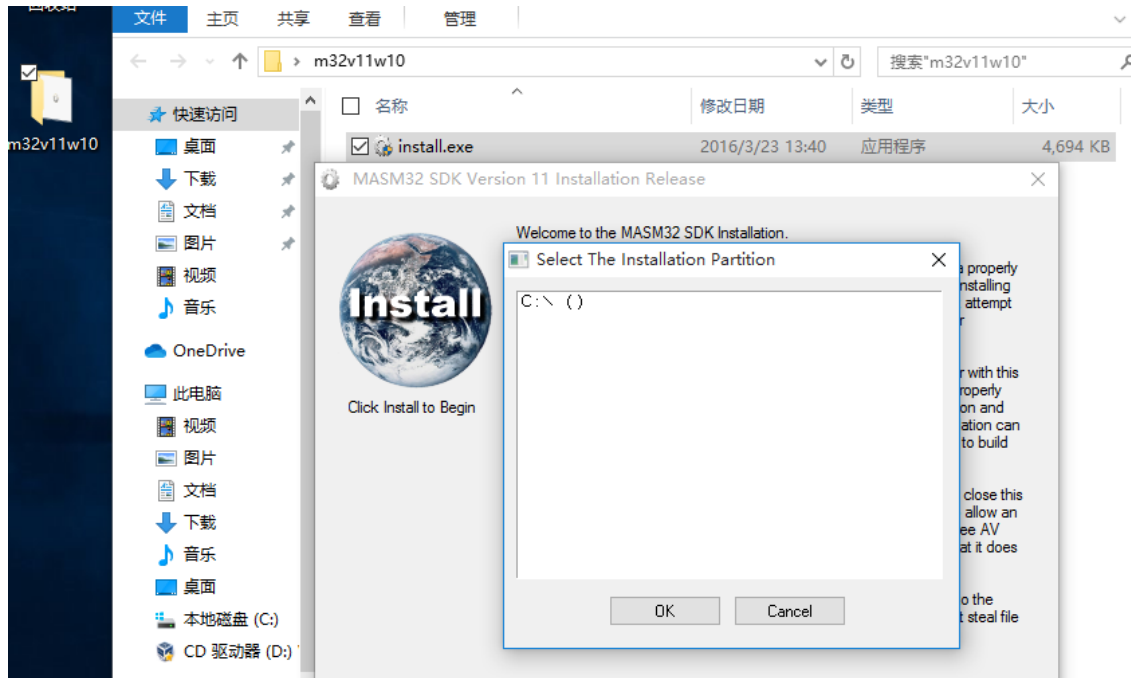 文件 主页 共享 查看 管理
m32v11w10 搜索"m32v11w10"
m32v11w10
名称 修改日期 类型 大小
install.exe 2016/3/23 13:40 应用程序 4,694 KB
快速访问
桌面
下载
文档
图片
视频
音乐
OneDrive
此电脑
视频
图片
文档
下载
音乐
桌面
本地磁盘 (C:)
CD 驱动器 (D:)
MASM32 SDK Version 11 Installation Release
Install
Click Install to Begin
Welcome to the MASM32 SDK Installation.
properly
attempt
r with this
on and
ation can
to build
close this
allow an
ee AV
at it does
o the
steal file
Select The Installation Partition
C:\ ()
OK Cancel